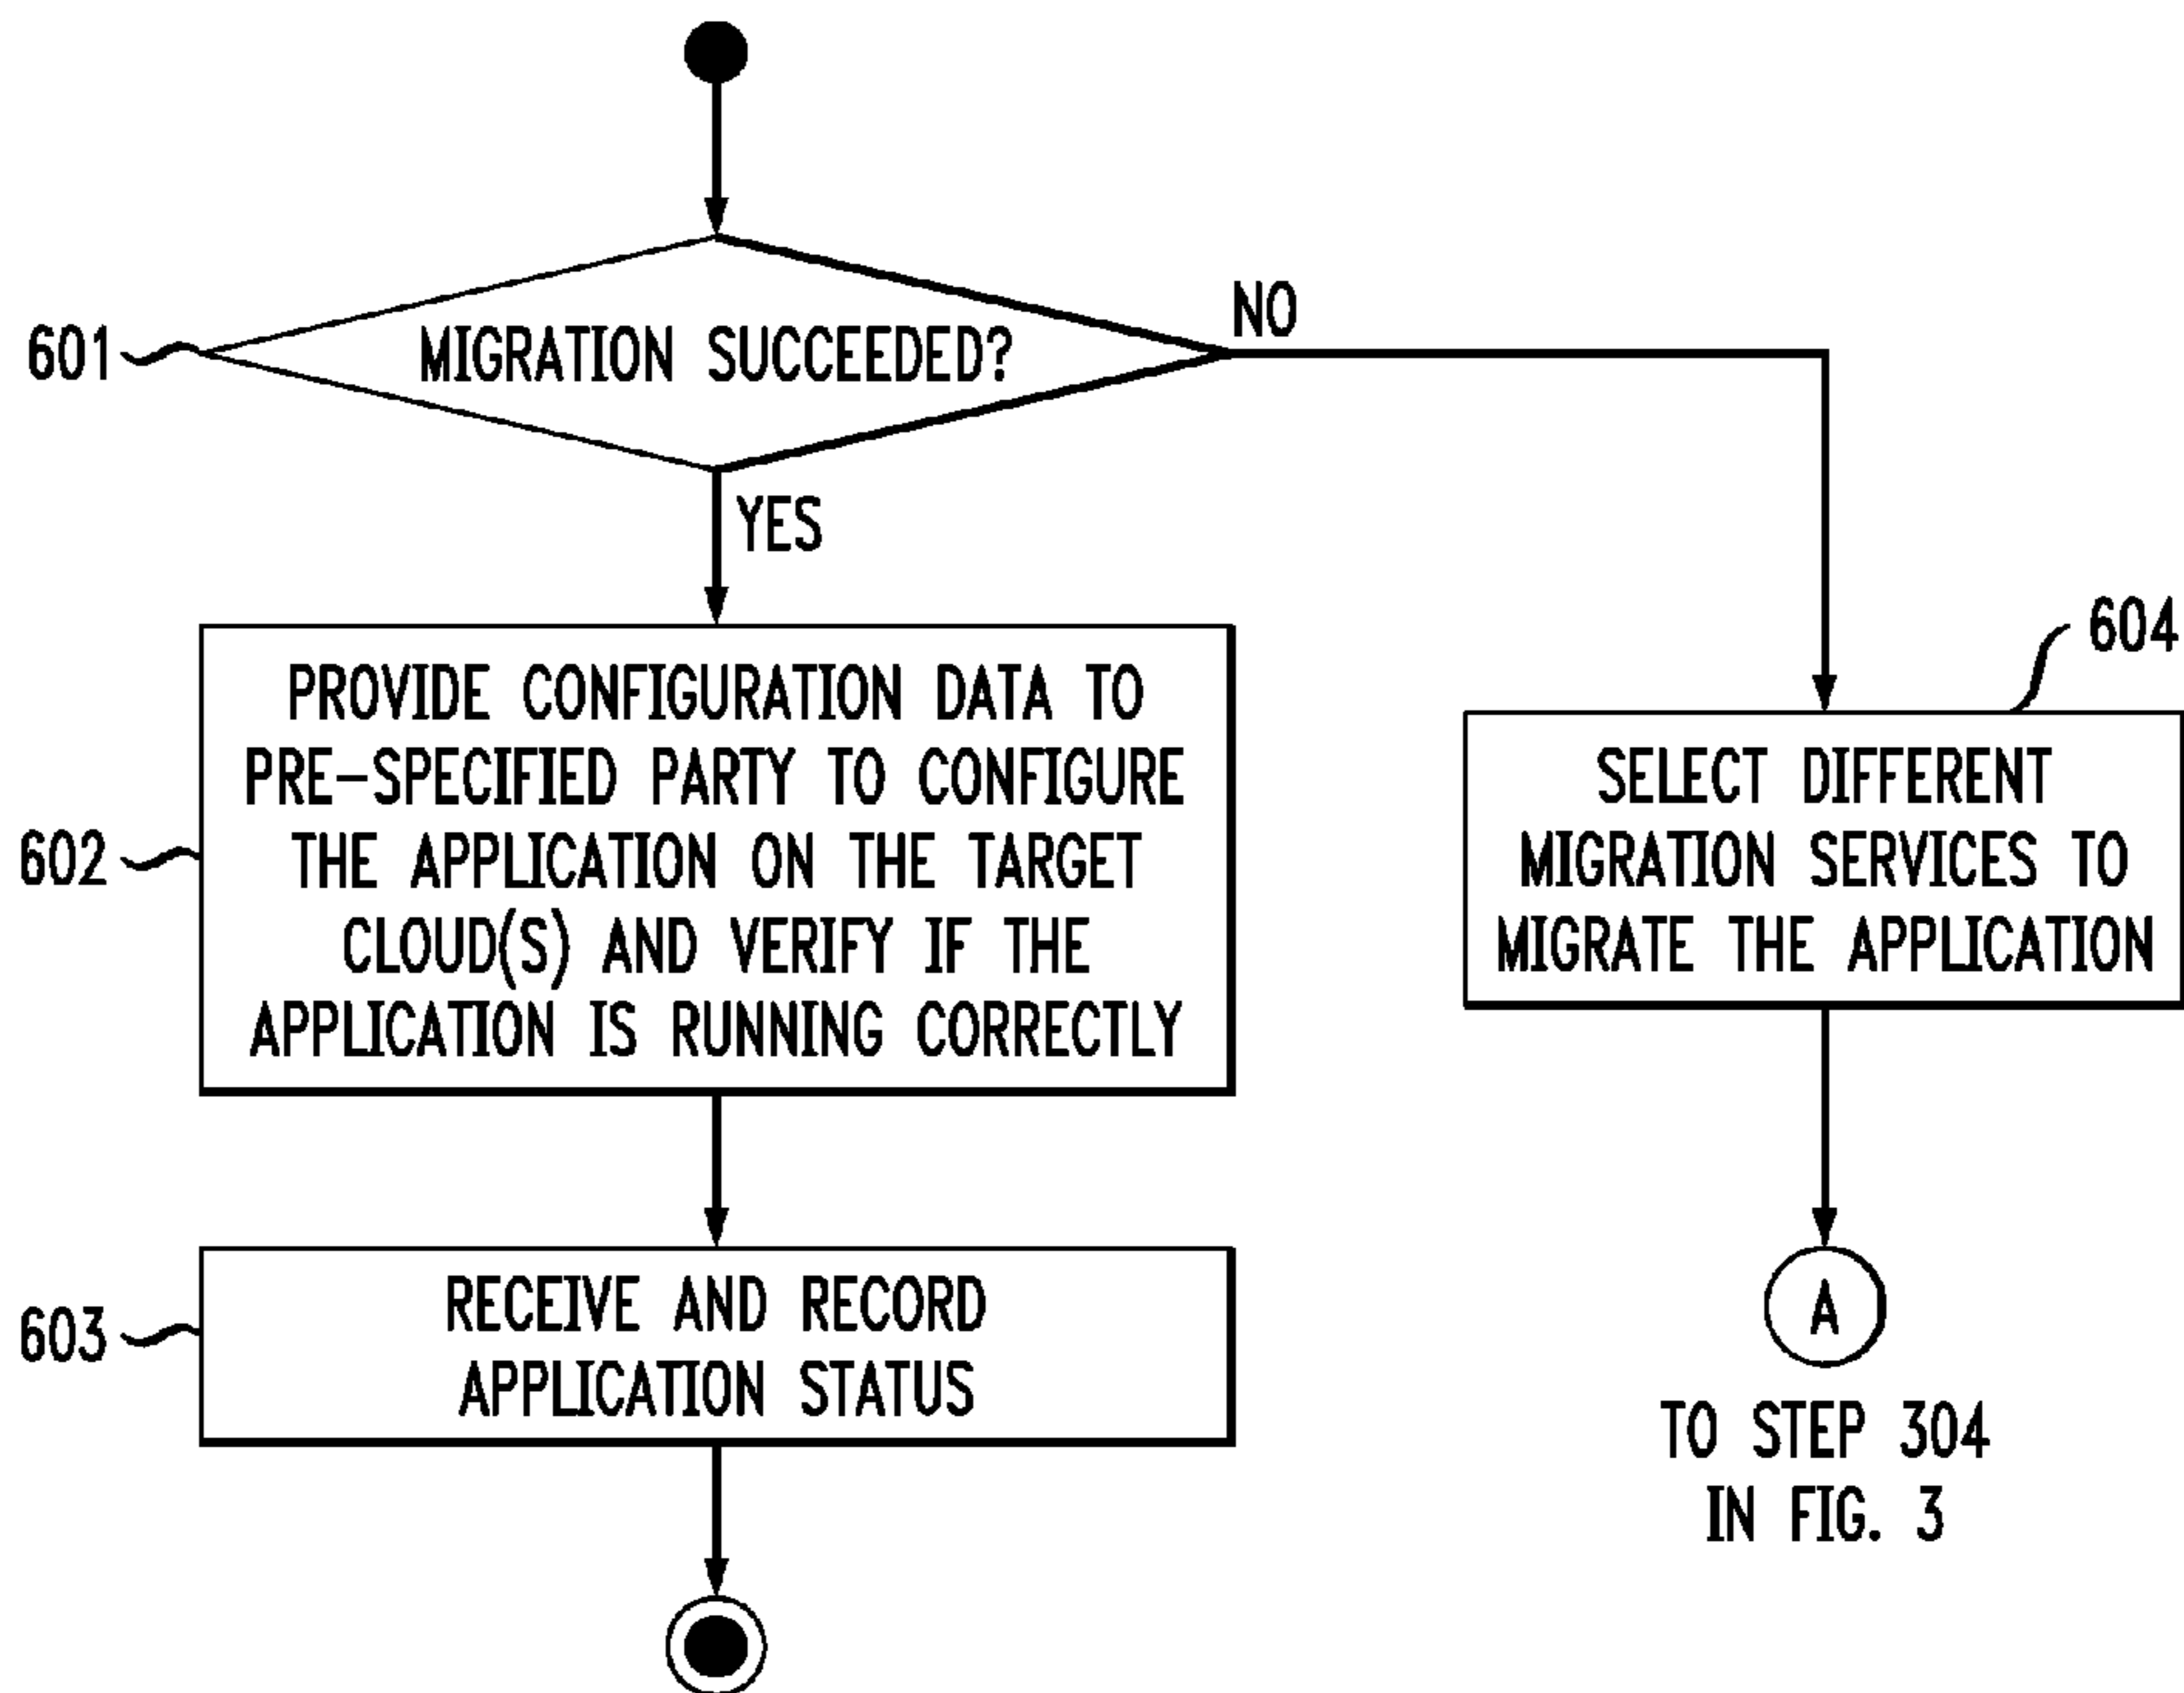 601
MIGRATION SUCCEEDED?
NO
YES
602
PROVIDE CONFIGURATION DATA TO
PRE-SPECIFIED PARTY TO CONFIGURE
THE APPLICATION ON THE TARGET
CLOUD(S) AND VERIFY IF THE
APPLICATION IS RUNNING CORRECTLY
604
SELECT DIFFERENT
MIGRATION SERVICES TO
MIGRATE THE APPLICATION
603
RECEIVE AND RECORD
APPLICATION STATUS
A
TO STEP 304
IN FIG. 3